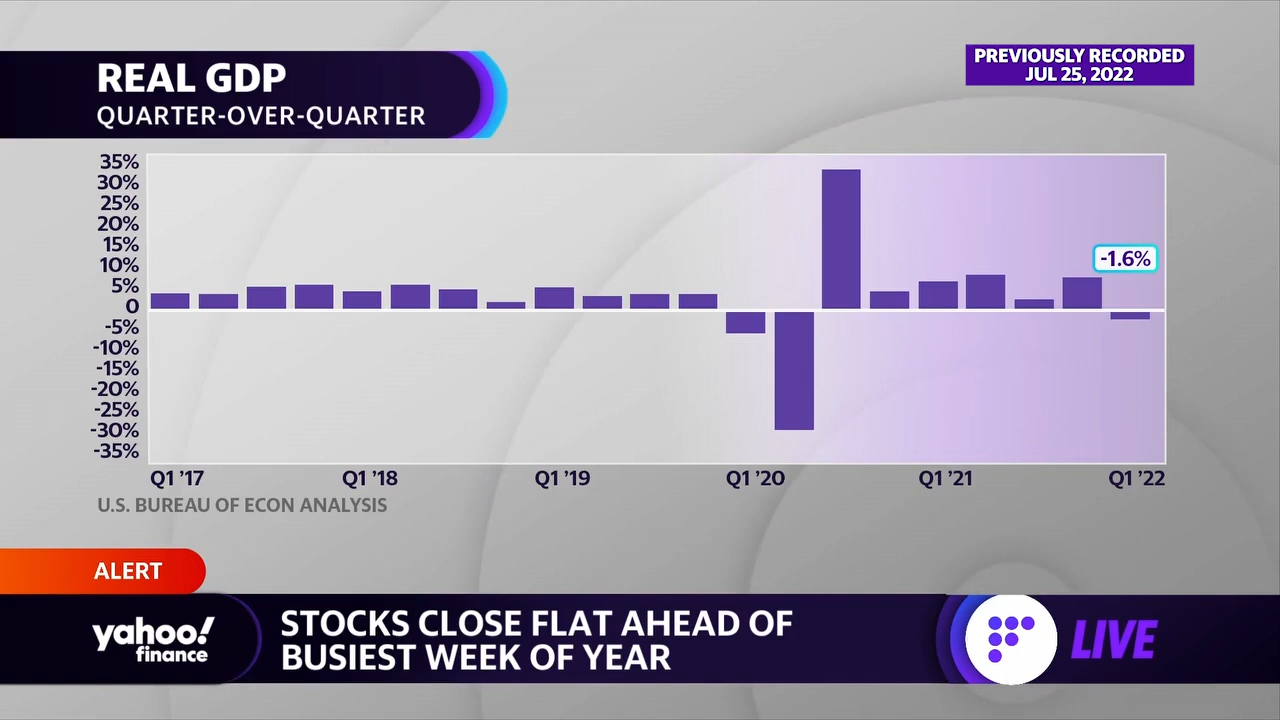 REAL GDP
QUARTER-OVER-QUARTER
PREVIOUSLY RECORDED
JUL 25, 2022
35%
30%
25%
20%
15%
10%
5%
0
-5%
-10%
-15%
-20%
-25%
-30%
-35%
-1.6%
Q1 ’17 Q1 ’18 Q1 ’19 Q1 ’20 Q1 ’21 Q1 ’22
U.S. BUREAU OF ECON ANALYSIS
ALERT
yahoo!
finance
STOCKS CLOSE FLAT AHEAD OF
BUSIEST WEEK OF YEAR
LIVE